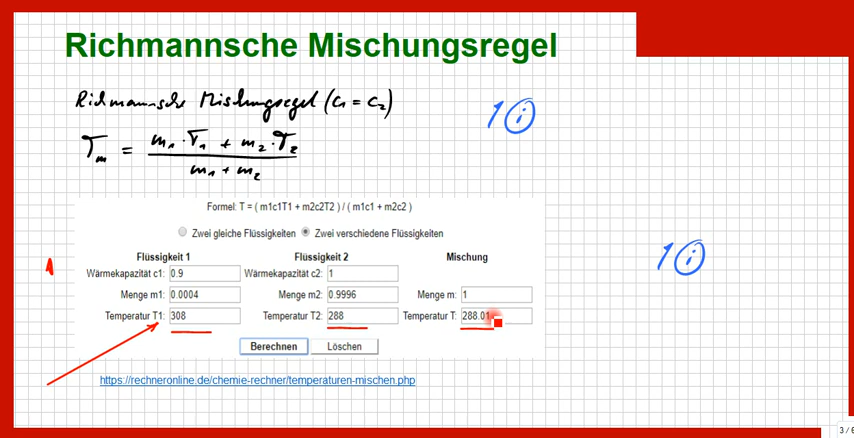 Richmannsche Mischungsregel
Richmannsche Mischungsregel (c₁ = c₂)
1 i
Tₘ = (m₁ · T₁ + m₂ · T₂) / (m₁ + m₂)
Formel: T = ( m1c1T1 + m2c2T2 ) / ( m1c1 + m2c2 )
Zwei gleiche Flüssigkeiten Zwei verschiedene Flüssigkeiten
Flüssigkeit 1 Flüssigkeit 2 Mischung
1 i
1
Wärmekapazität c1: 0.9 Wärmekapazität c2: 1
Menge m1: 0.0004 Menge m2: 0.9996 Menge m: 1
Temperatur T1: 308 Temperatur T2: 288 Temperatur T:
Berechnen Löschen
https://rechneronline.de/chemie-rechner/temperaturen-mischen.php